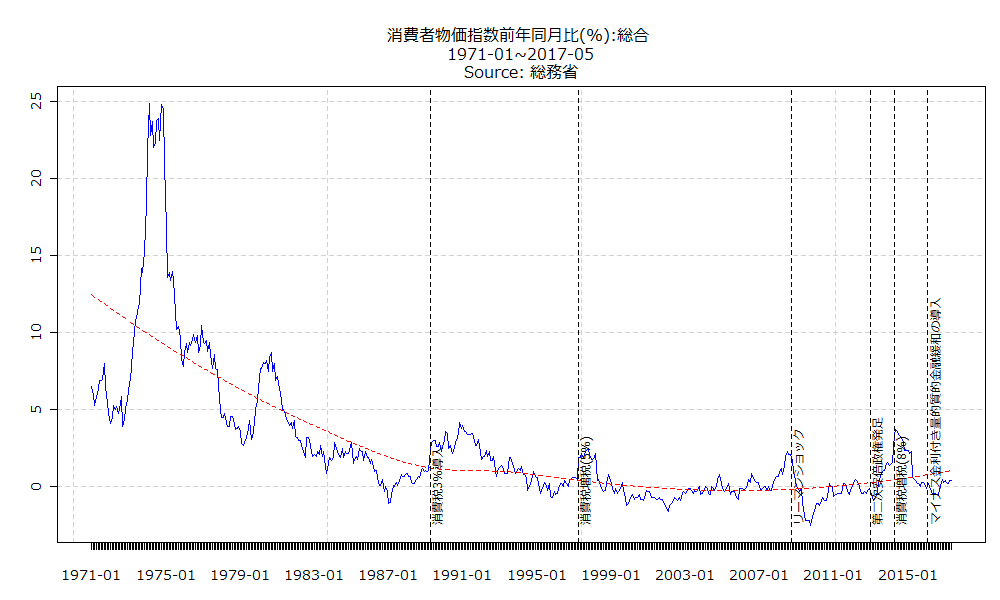 消費者物価指数前年同月比(%):総合
1971-01~2017-05
Source: 総務省
25
20
15
10
5
0
消費税3%導入
消費税増税(5%)
リーマンショック
第二次安倍政権発足
消費税増税(8%)
マイナス金利付き量的質的金融緩和の導入
1971-01 1975-01 1979-01 1983-01 1987-01 1991-01 1995-01 1999-01 2003-01 2007-01 2011-01 2015-01